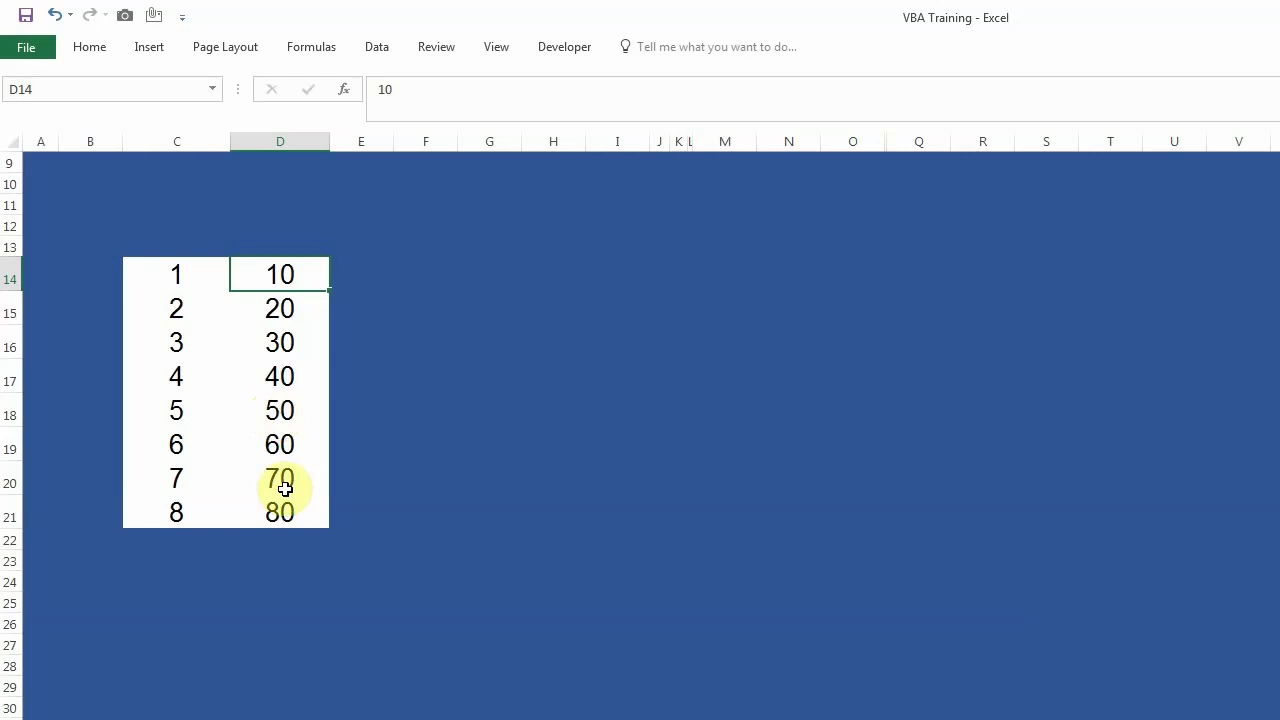 VBA Training - Excel
File Home Insert Page Layout Formulas Data Review View Developer Tell me what you want to do...
D14 fx 10
A B C D E F G H I J K L M N O Q R S T U V
9
10
11
12
13
14 1 10
15 2 20
16 3 30
17 4 40
18 5 50
19 6 60
20 7 70
21 8 80
22
23
24
25
26
27
28
29
30